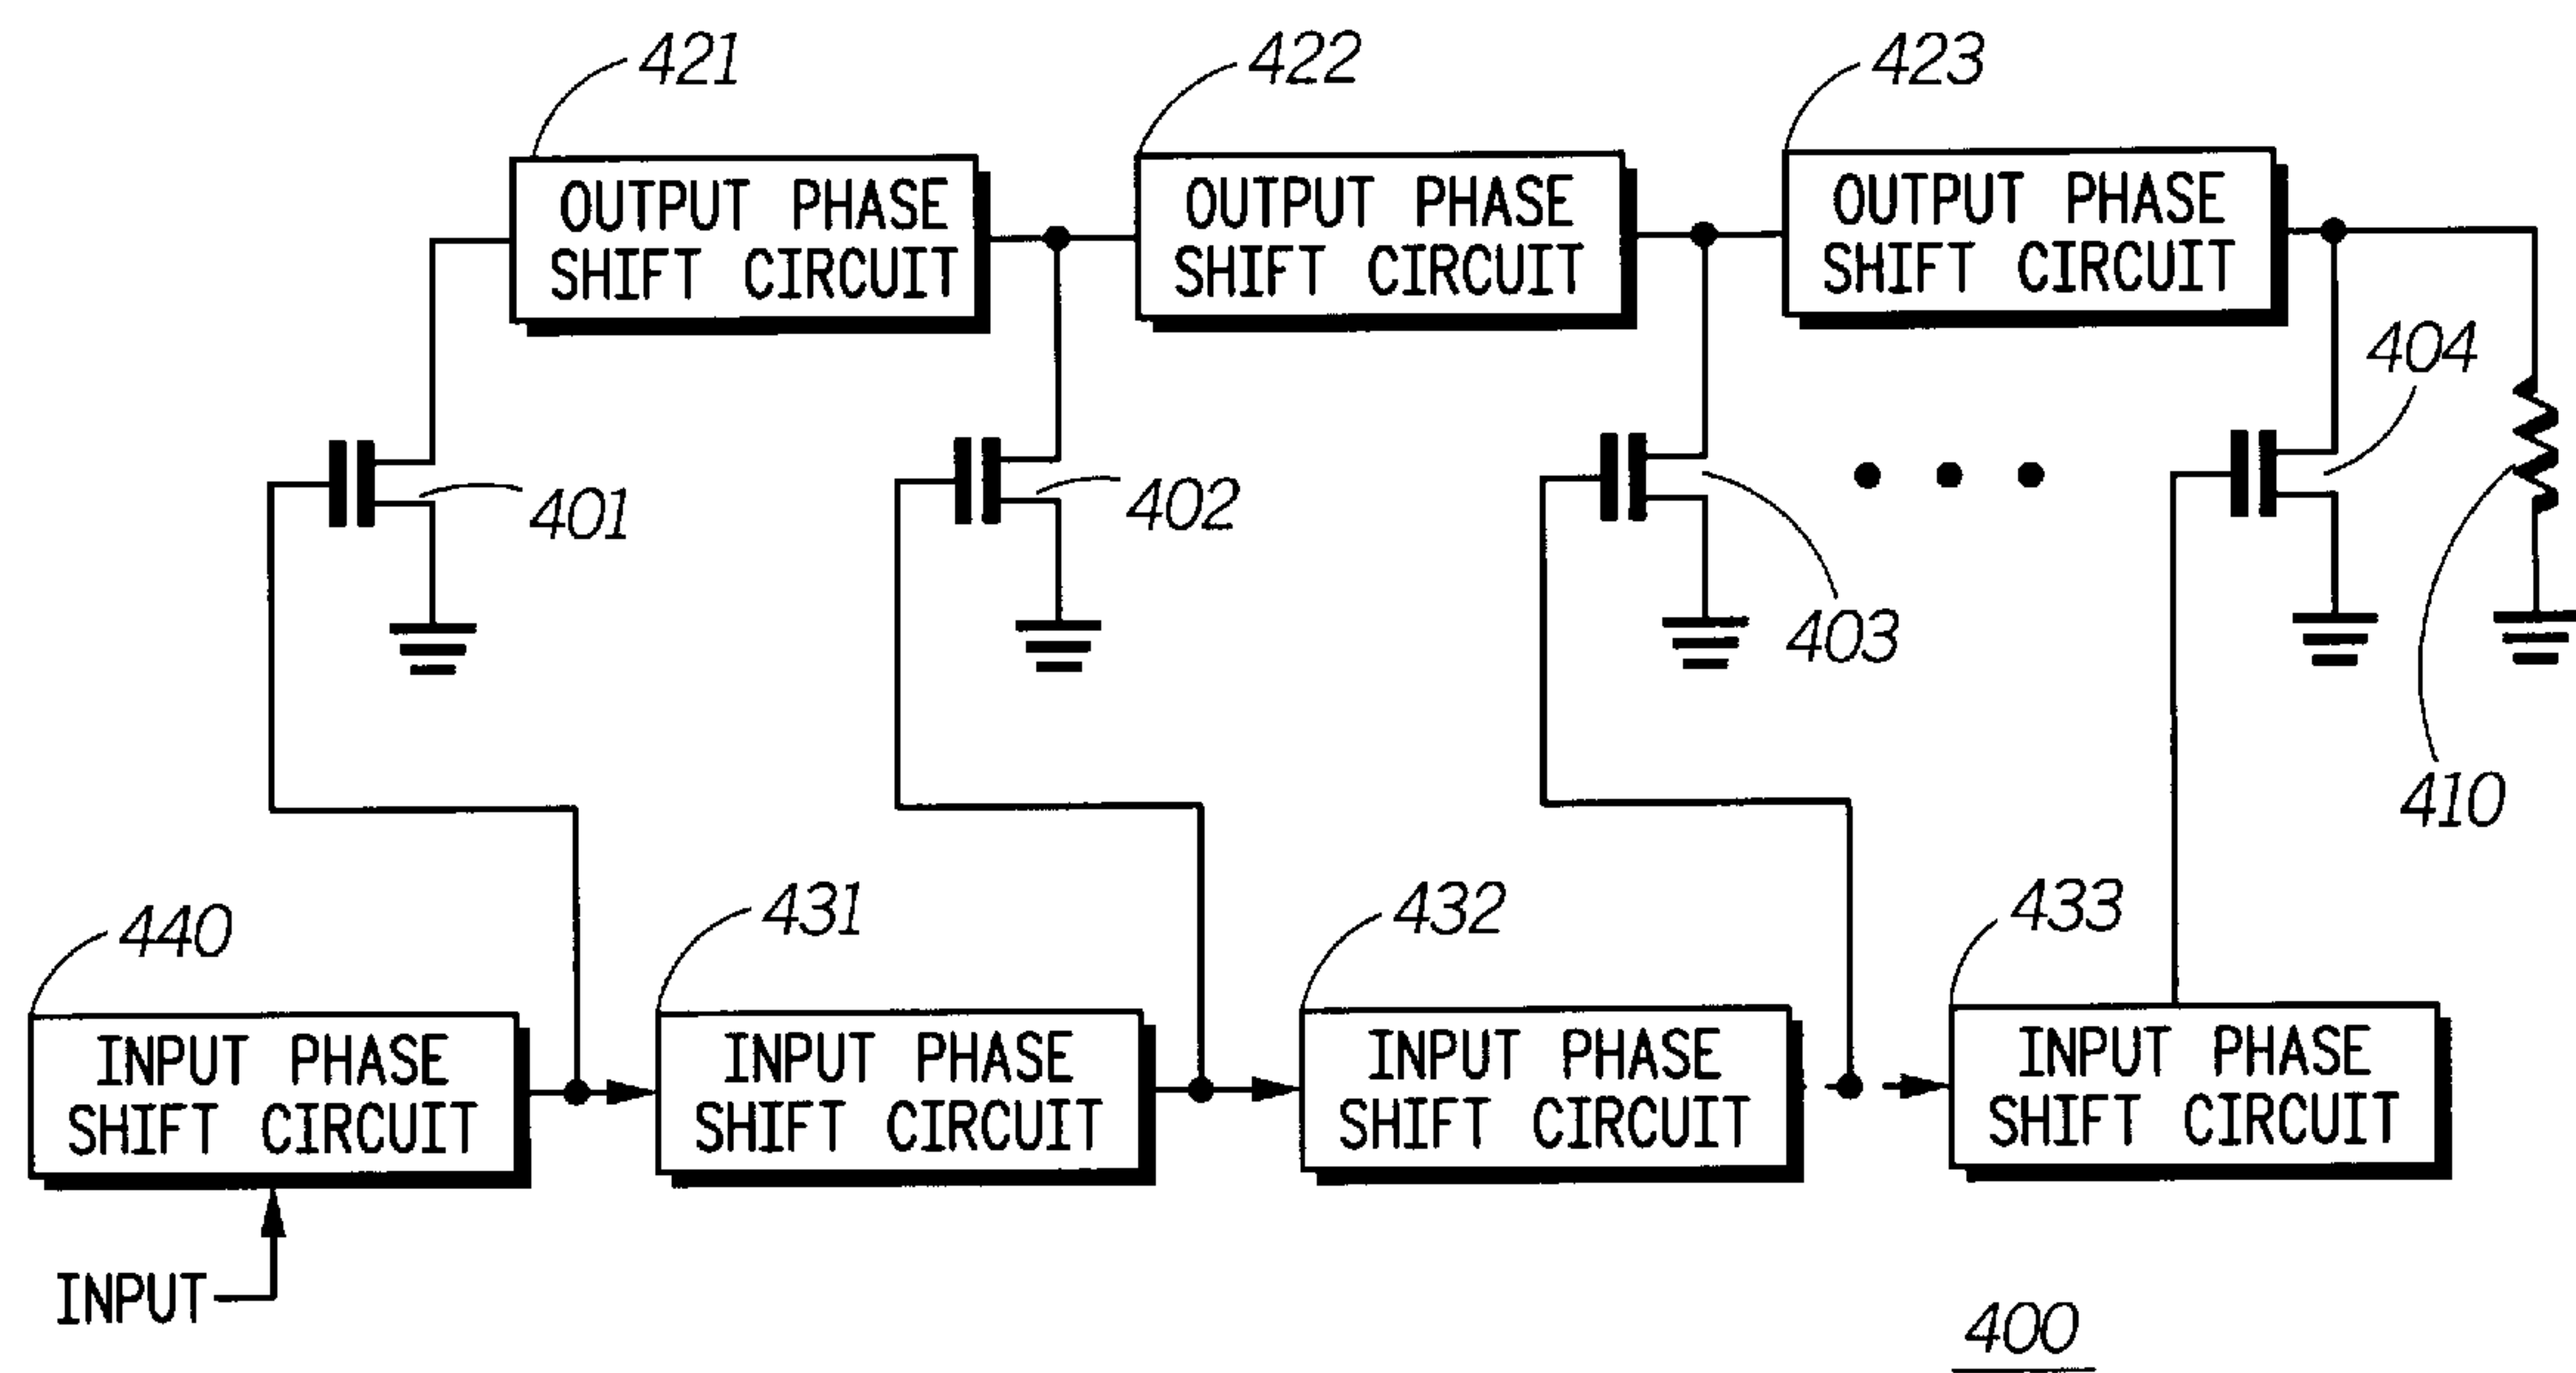 421
422
423
OUTPUT PHASE
SHIFT CIRCUIT
OUTPUT PHASE
SHIFT CIRCUIT
OUTPUT PHASE
SHIFT CIRCUIT
401
402
403
404
410
440
431
432
433
INPUT PHASE
SHIFT CIRCUIT
INPUT PHASE
SHIFT CIRCUIT
INPUT PHASE
SHIFT CIRCUIT
INPUT PHASE
SHIFT CIRCUIT
INPUT
400